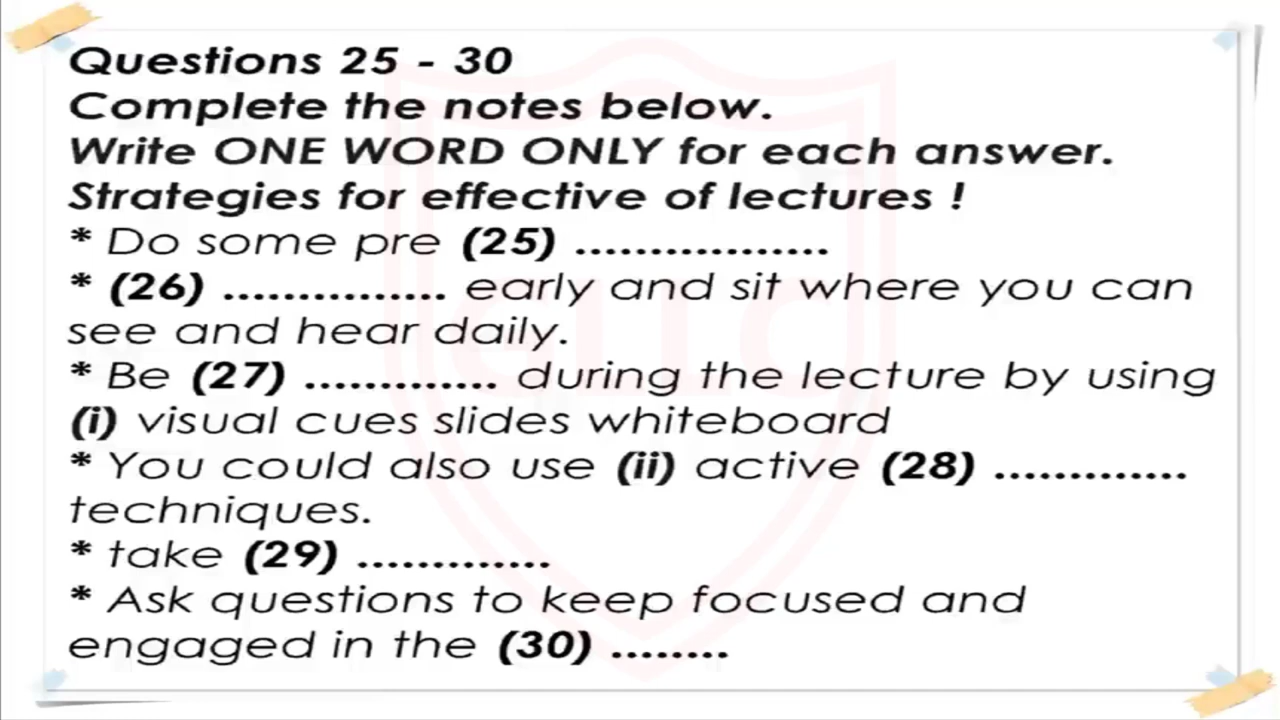 Questions 25 - 30
Complete the notes below.
Write ONE WORD ONLY for each answer.
Strategies for effective of lectures !
* Do some pre (25) .................
* (26) ............... early and sit where you can
see and hear daily.
* Be (27) ............. during the lecture by using
(i) visual cues slides whiteboard
* You could also use (ii) active (28) .............
techniques.
* take (29) .............
* Ask questions to keep focused and
engaged in the (30) ........